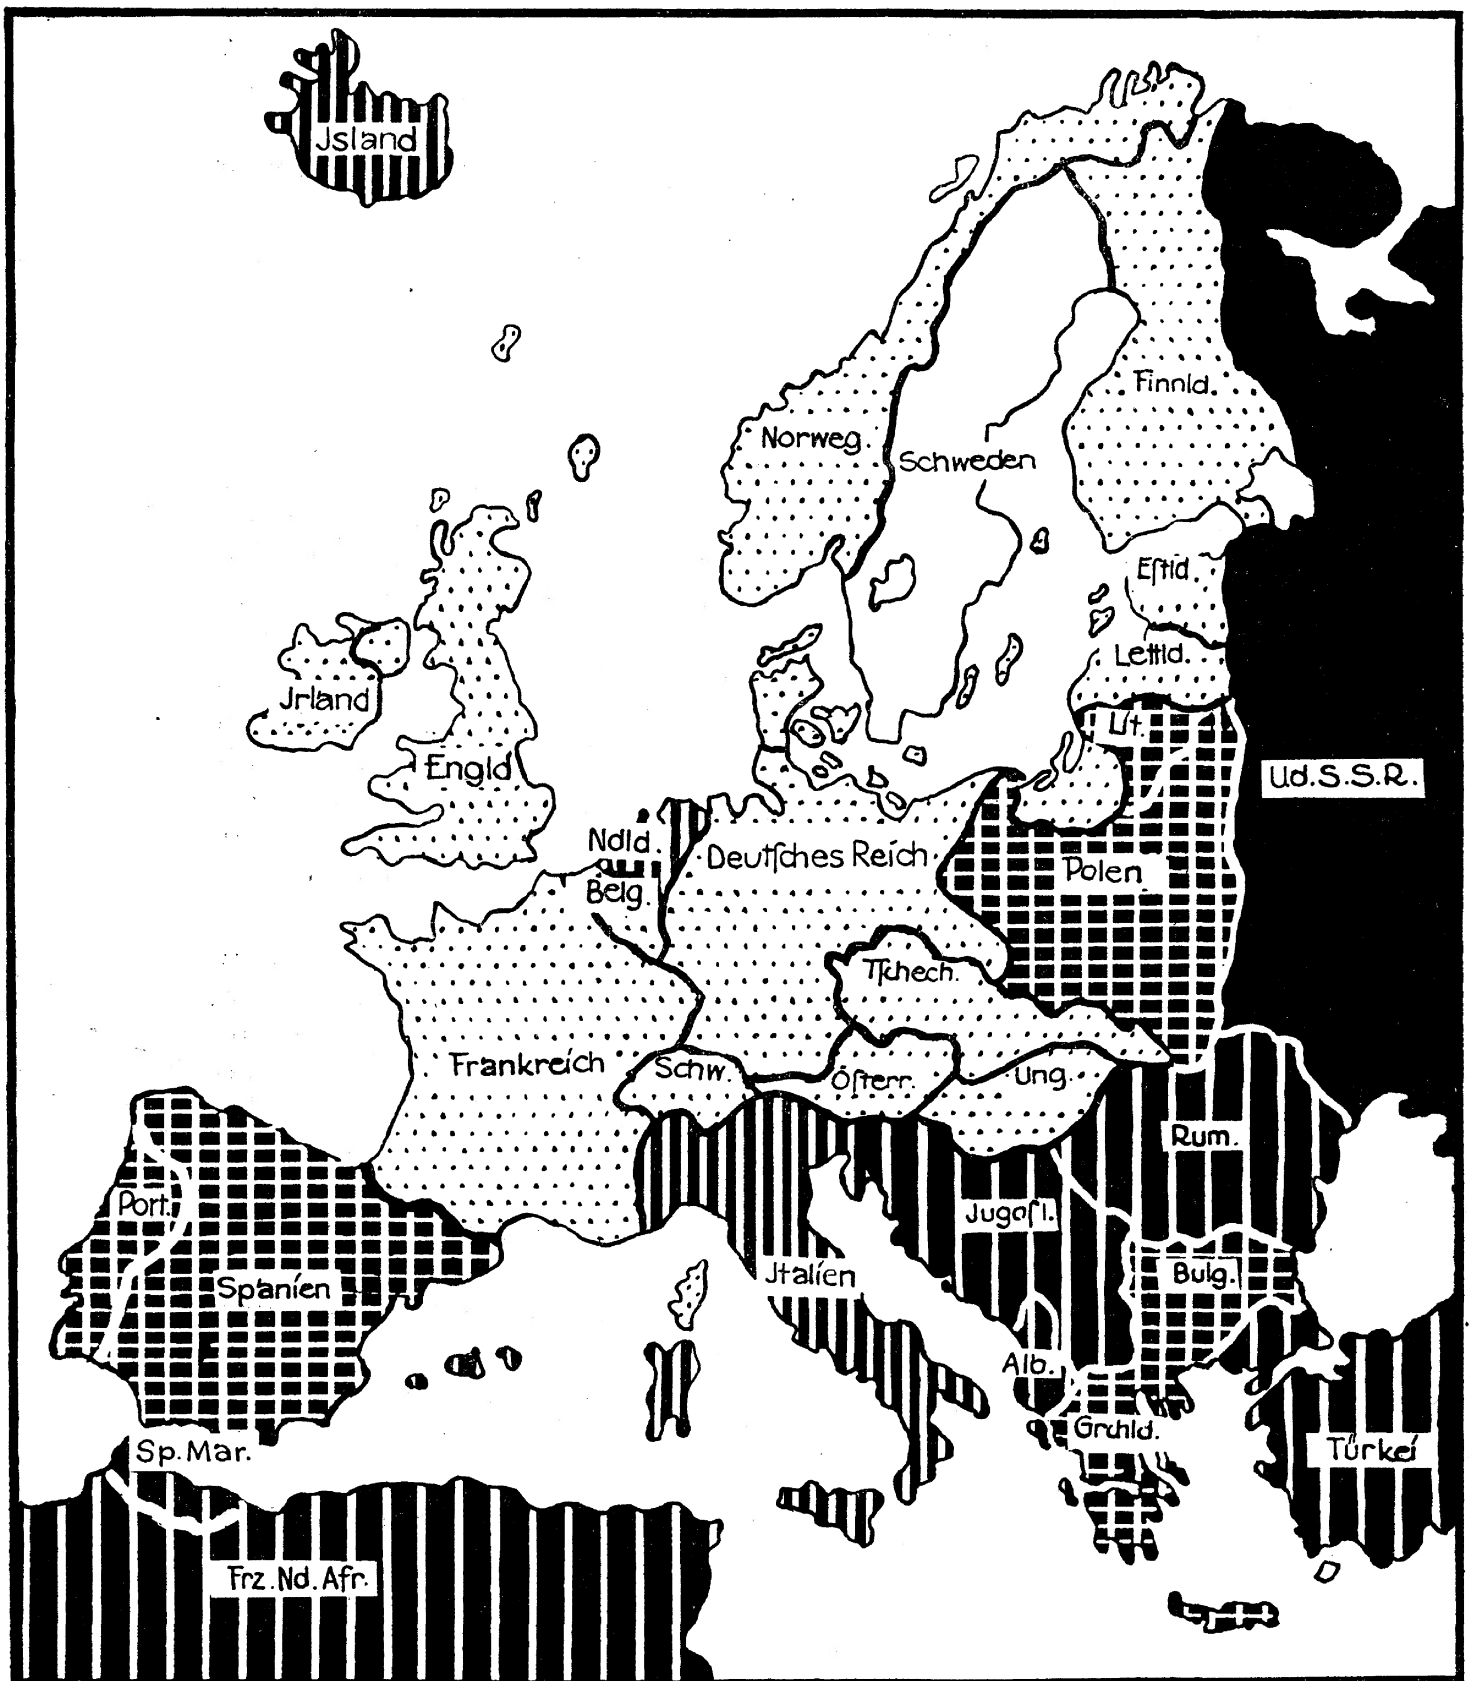 Jsland
Finnld.
Norweg.
Schweden
Eſtld.
Lettld.
Jrland
Lit.
Engld
Ud.S.S.R.
Ndld.
Deutſches Reich
Polen
Belg.
Tſchech.
Frankreich
Schw.
Öſterr.
Ung.
Rum.
Port.
Jugoſl.
Spanien
Jtalien
Bulg.
Alb.
Grchld.
Sp.Mar.
Türkei
Frz.Nd.Afr.